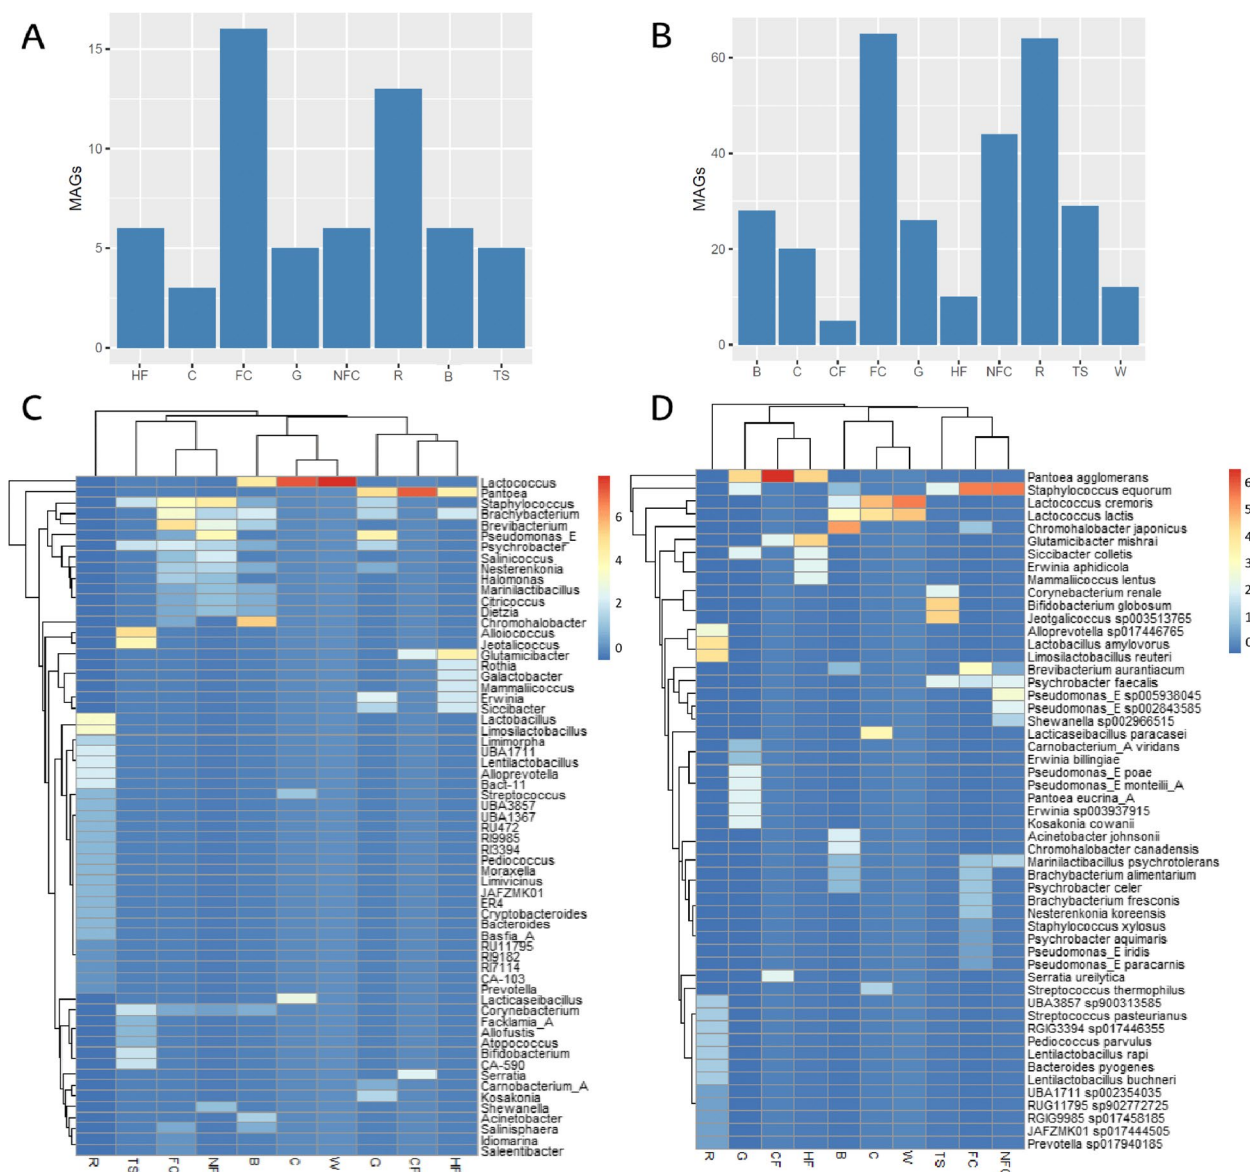 A
MAGs
15
10
5
0
HF C FC G NFC R B TS
B
MAGs
60
40
20
0
B C CF FC G HF NFC R TS W
C
Lactococcus
Pantoea
Staphylococcus
Brachybacterium
Brevibacterium
Pseudomonas_E
Psychrobacter
Salinicoccus
Nesterenkonia
Halomonas
Marinilactibacillus
Citricoccus
Dietzia
Chromohalobacter
Alloiococcus
Jeotgalicoccus
Glutamicibacter
Rothia
Galactobacter
Mammaliicoccus
Erwinia
Siccibacter
Lactobacillus
Limosilactobacillus
Limimorpha
UBA1711
Lentilactobacillus
Alloprevotella
Bact-11
Streptococcus
UBA3857
UBA1367
RU472
RI9985
RI3394
Pediococcus
Moraxella
Limivicinus
JAFZMK01
ER4
Cryptobacteroides
Bacteroides
Basfia_A
RU11795
RI9182
RI7114
CA-103
Prevotella
Lacticaseibacillus
Corynebacterium
Facklamia_A
Allofustis
Atopococcus
Bifidobacterium
CA-590
Serratia
Carnobacterium_A
Kosakonia
Shewanella
Acinetobacter
Salinisphaera
Idiomarina
Saleentibacter
R TS FC NF B C W G CF HF
6
4
2
0
D
Pantoea agglomerans
Staphylococcus equorum
Lactococcus cremoris
Lactococcus lactis
Chromohalobacter japonicus
Glutamicibacter mishrai
Siccibacter colletis
Erwinia aphidicola
Mammaliicoccus lentus
Corynebacterium renale
Bifidobacterium globosum
Jeotgalicoccus sp003513765
Alloprevotella sp017446765
Lactobacillus amylovorus
Limosilactobacillus reuteri
Brevibacterium aurantiacum
Psychrobacter faecalis
Pseudomonas_E sp005938045
Pseudomonas_E sp002843585
Shewanella sp002966515
Lacticaseibacillus paracasei
Carnobacterium_A viridans
Erwinia billingiae
Pseudomonas_E poae
Pseudomonas_E monteilii_A
Pantoea eucrina_A
Erwinia sp003937915
Kosakonia cowanii
Acinetobacter johnsonii
Chromohalobacter canadensis
Marinilactibacillus psychrotolerans
Brachybacterium alimentarium
Psychrobacter celer
Brachybacterium fresconis
Nesterenkonia koreensis
Staphylococcus xylosus
Psychrobacter aquimaris
Pseudomonas_E iridis
Pseudomonas_E paracarnis
Serratia ureilytica
Streptococcus thermophilus
UBA3857 sp900313585
Streptococcus pasteurianus
RGIG3394 sp017446355
Pediococcus parvulus
Lentilactobacillus rapi
Bacteroides pyogenes
Lentilactobacillus buchneri
UBA1711 sp002354035
RUG11795 sp902772725
RGIG9985 sp017458185
JAFZMK01 sp017444505
Prevotella sp017940185
R G CF HF B C W TS FC NFC
6
5
4
3
2
1
0